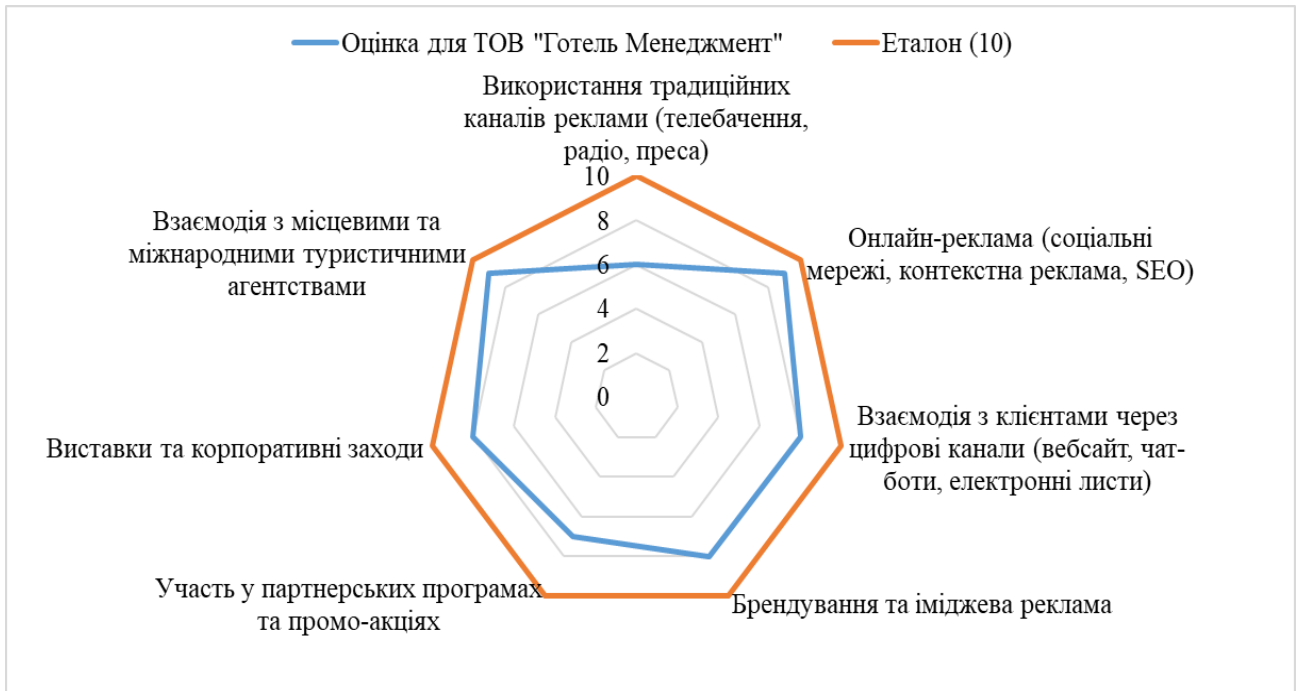 Оцінка для ТОВ "Готель Менеджмент"
Еталон (10)
Використання традиційних
каналів реклами (телебачення,
радіо, преса)
10
8
6
4
2
0
Онлайн-реклама (соціальні
мережі, контекстна реклама, SEO)
Взаємодія з клієнтами через
цифрові канали (вебсайт, чат-
боти, електронні листи)
Брендування та іміджева реклама
Участь у партнерських програмах
та промо-акціях
Виставки та корпоративні заходи
Взаємодія з місцевими та
міжнародними туристичними
агентствами